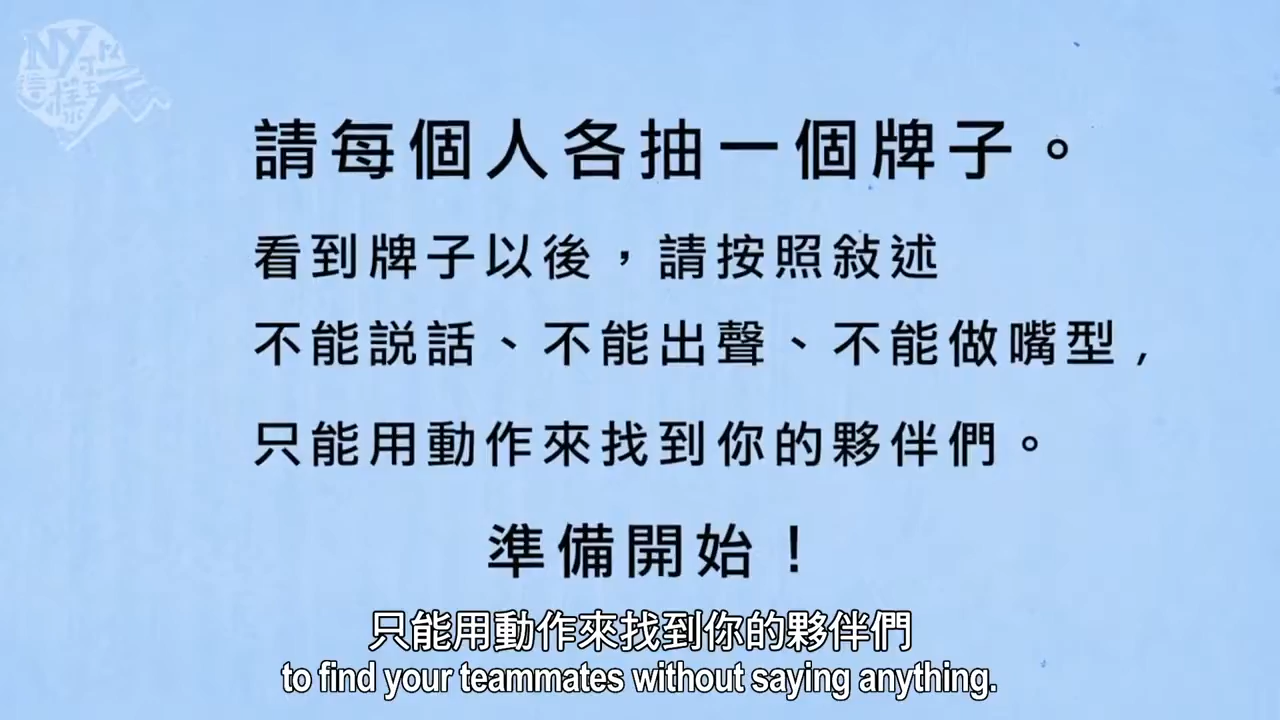 NY
請每個人各抽一個牌子。
看到牌子以後，請按照敍述
不能説話、不能出聲、不能做嘴型,
只能用動作來找到你的夥伴們。
準備開始！
只能用動作來找到你的夥伴們
to find your teammates without saying anything.